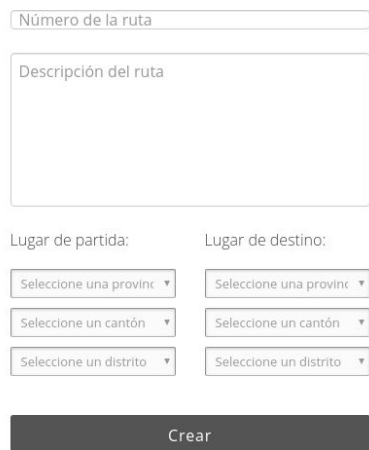 Número de la ruta
Descripción del ruta
Lugar de partida: Lugar de destino:
Seleccione una provinc Seleccione una provinc
Seleccione un cantón Seleccione un cantón
Seleccione un distrito Seleccione un distrito
Crear